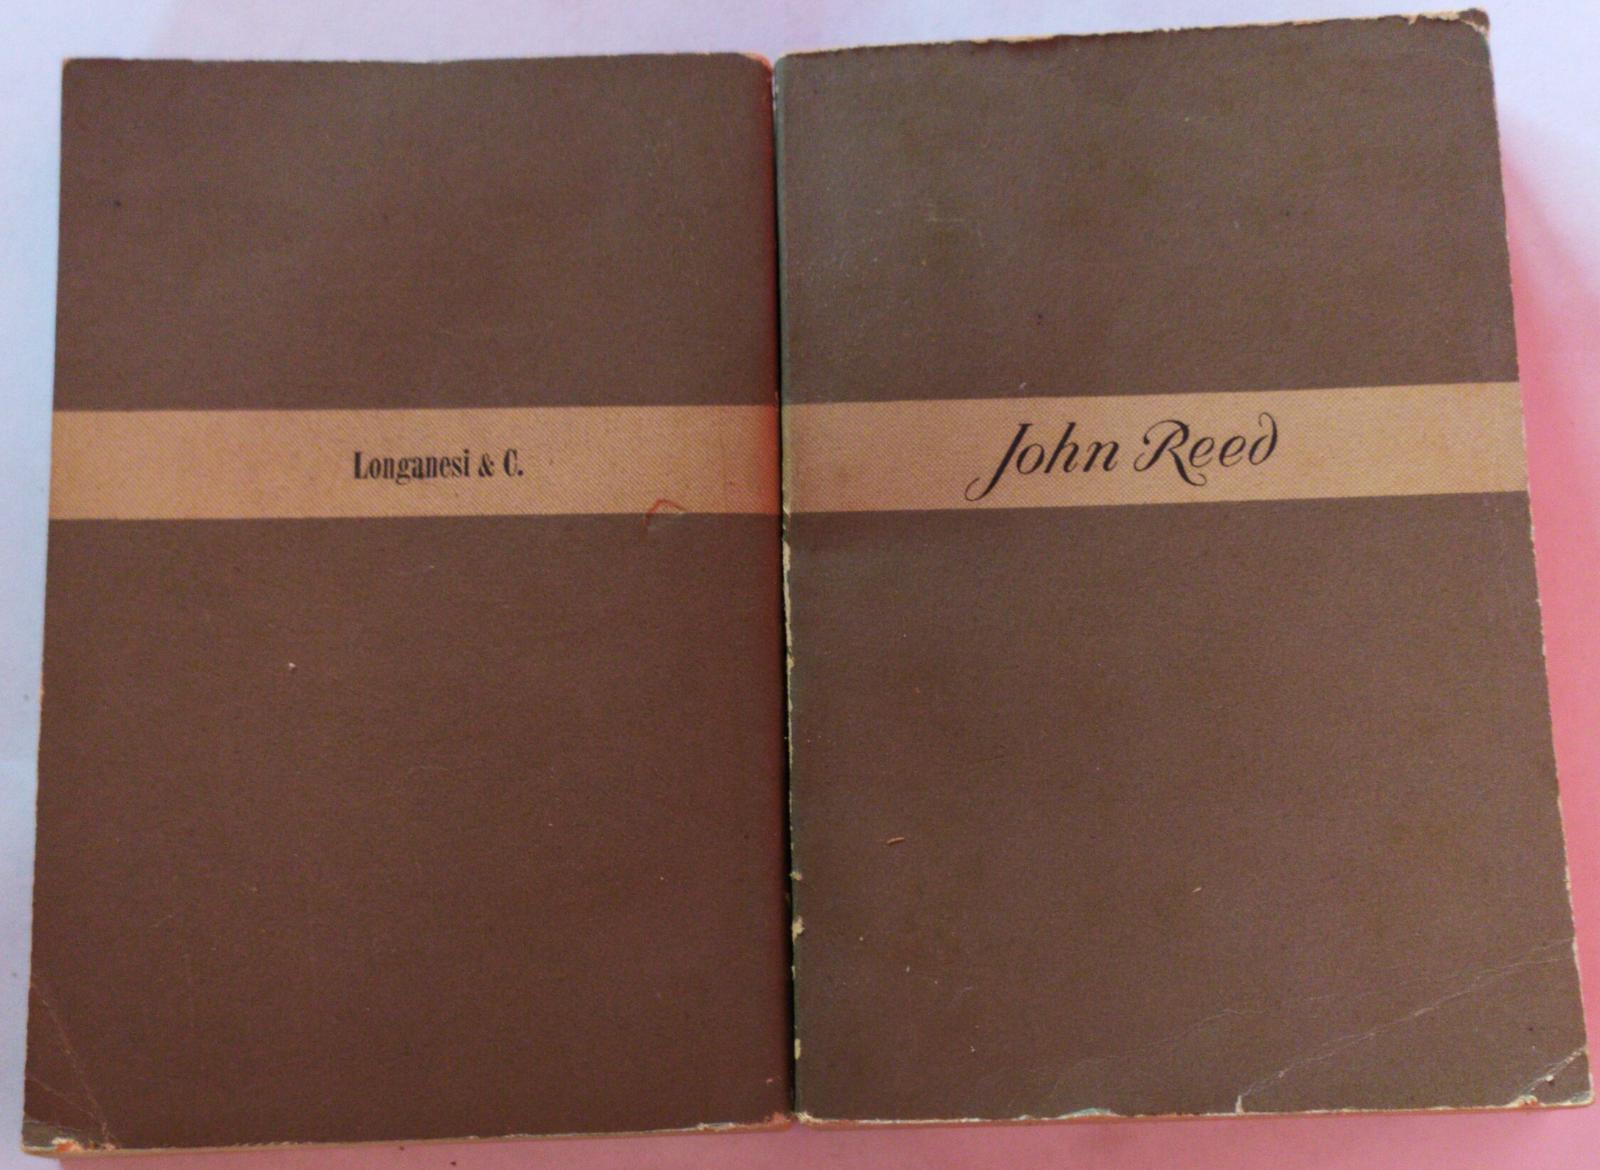 Longanesi & C.
John Reed